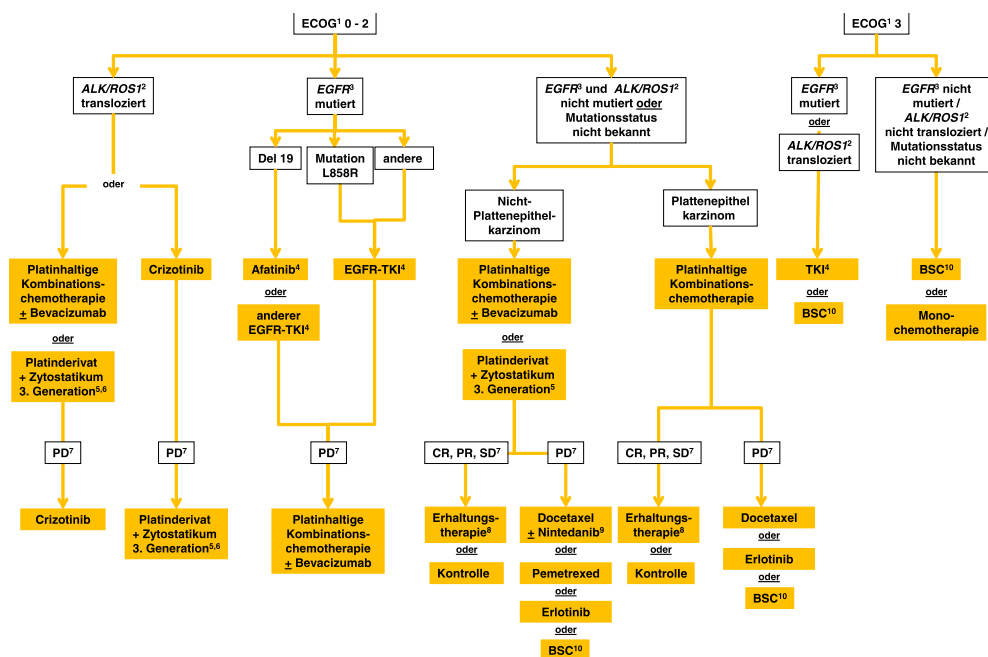 ECOG¹ 0 - 2
ECOG¹ 3
ALK/ROS1²
transloziert
EGFR³
mutiert
EGFR³ und ALK/ROS1²
nicht mutiert oder
Mutationsstatus
nicht bekannt
EGFR³
mutiert
oder
ALK/ROS1²
transloziert
EGFR³ nicht
mutiert /
ALK/ROS1²
nicht transloziert /
Mutationsstatus
nicht bekannt
Del 19
Mutation
L858R
andere
oder
Nicht-
Plattenepithel-
karzinom
Plattenepithel
karzinom
Platinhaltige
Kombinations-
chemotherapie
± Bevacizumab
oder
Platinderivat
+ Zytostatikum
3. Generation⁵,⁶
Crizotinib
Afatinib⁴
oder
anderer
EGFR-TKI⁴
EGFR-TKI⁴
Platinhaltige
Kombinations-
chemotherapie
± Bevacizumab
oder
Platinderivat
+ Zytostatikum
3. Generation⁵
Platinhaltige
Kombinations-
chemotherapie
TKI⁴
oder
BSC¹⁰
BSC¹⁰
oder
Mono-
chemotherapie
PD⁷
PD⁷
PD⁷
CR, PR, SD⁷
PD⁷
CR, PR, SD⁷
PD⁷
Crizotinib
Platinderivat
+ Zytostatikum
3. Generation⁵,⁶
Platinhaltige
Kombinations-
chemotherapie
± Bevacizumab
Erhaltungs-
therapie⁸
oder
Kontrolle
Docetaxel
± Nintedanib⁹
oder
Pemetrexed
oder
Erlotinib
oder
BSC¹⁰
Erhaltungs-
therapie⁸
oder
Kontrolle
Docetaxel
oder
Erlotinib
oder
BSC¹⁰